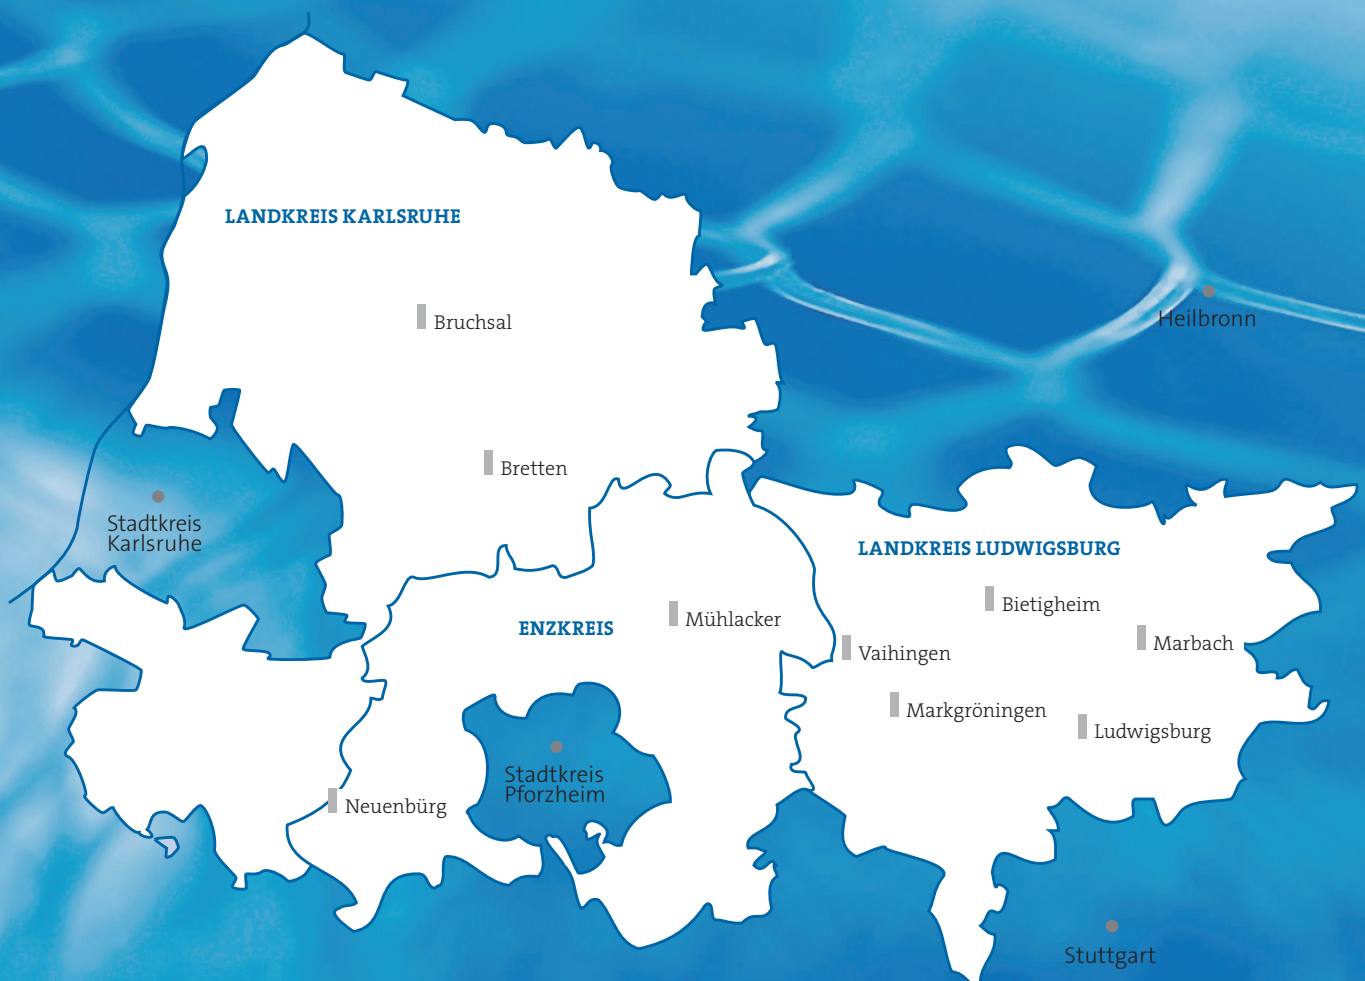 LANDKREIS KARLSRUHE
Bruchsal
Heilbronn
Bretten
Stadtkreis
Karlsruhe
LANDKREIS LUDWIGSBURG
Bietigheim
Mühlacker
ENZKREIS
Marbach
Vaihingen
Markgröningen
Ludwigsburg
Stadtkreis
Pforzheim
Neuenbürg
Stuttgart